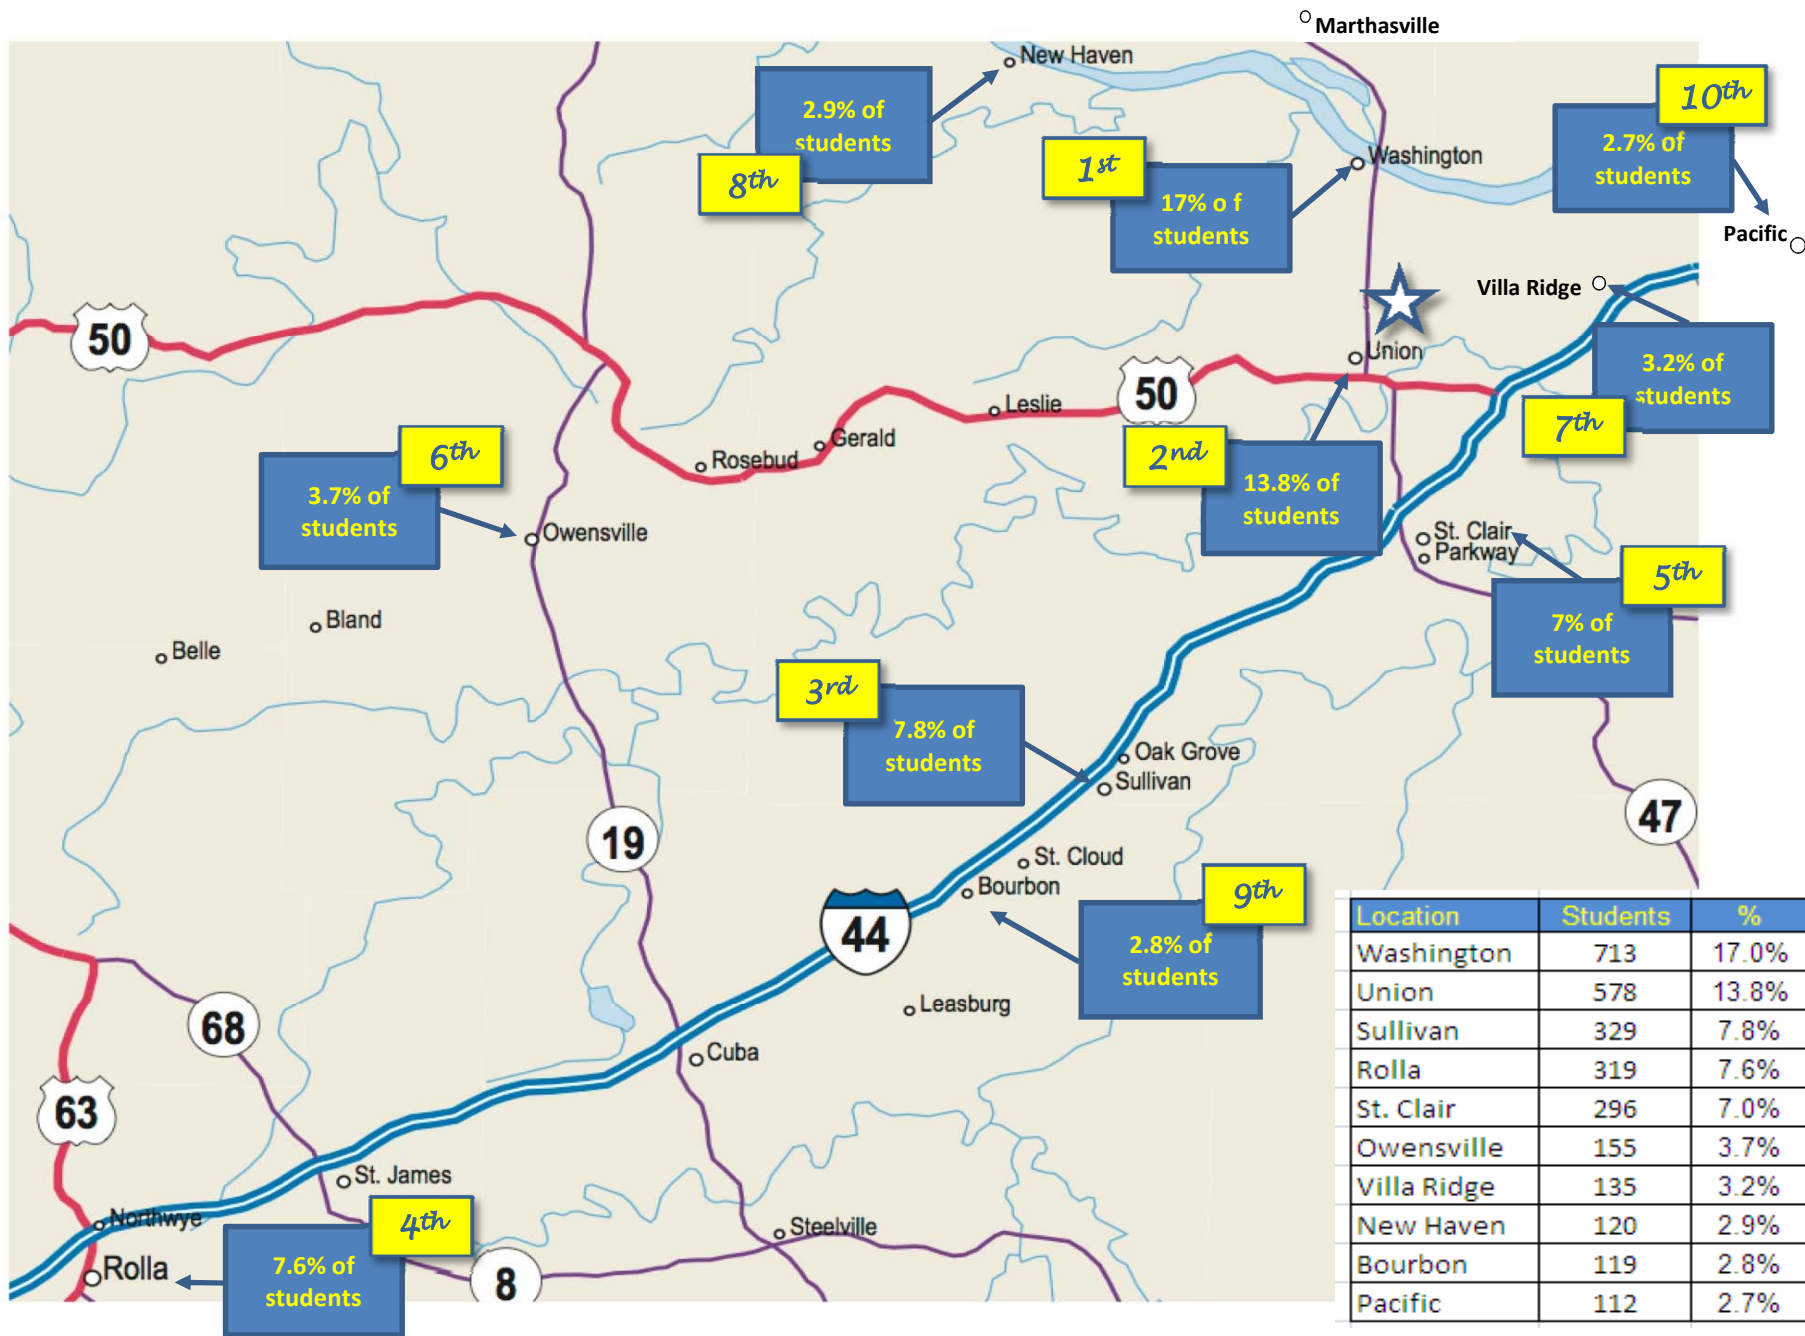 Marthasville
New Haven
10th
2.9% of
students
8th
1st
Washington
2.7% of
students
17% o f
students
Pacific
Villa Ridge
50
Union
3.2% of
students
50
Leslie
7th
6th
Rosebud
Gerald
2nd
3.7% of
students
13.8% of
students
Owensville
St. Clair
Parkway
5th
Bland
Belle
7% of
students
3rd
7.8% of
students
Oak Grove
Sullivan
19
47
St. Cloud
Bourbon
9th
44
2.8% of
students
Leasburg
68
Cuba
63
St. James
Northwye
4th
Steelville
Rolla
7.6% of
students
8
Location Students %
Washington 713 17.0%
Union 578 13.8%
Sullivan 329 7.8%
Rolla 319 7.6%
St. Clair 296 7.0%
Owensville 155 3.7%
Villa Ridge 135 3.2%
New Haven 120 2.9%
Bourbon 119 2.8%
Pacific 112 2.7%